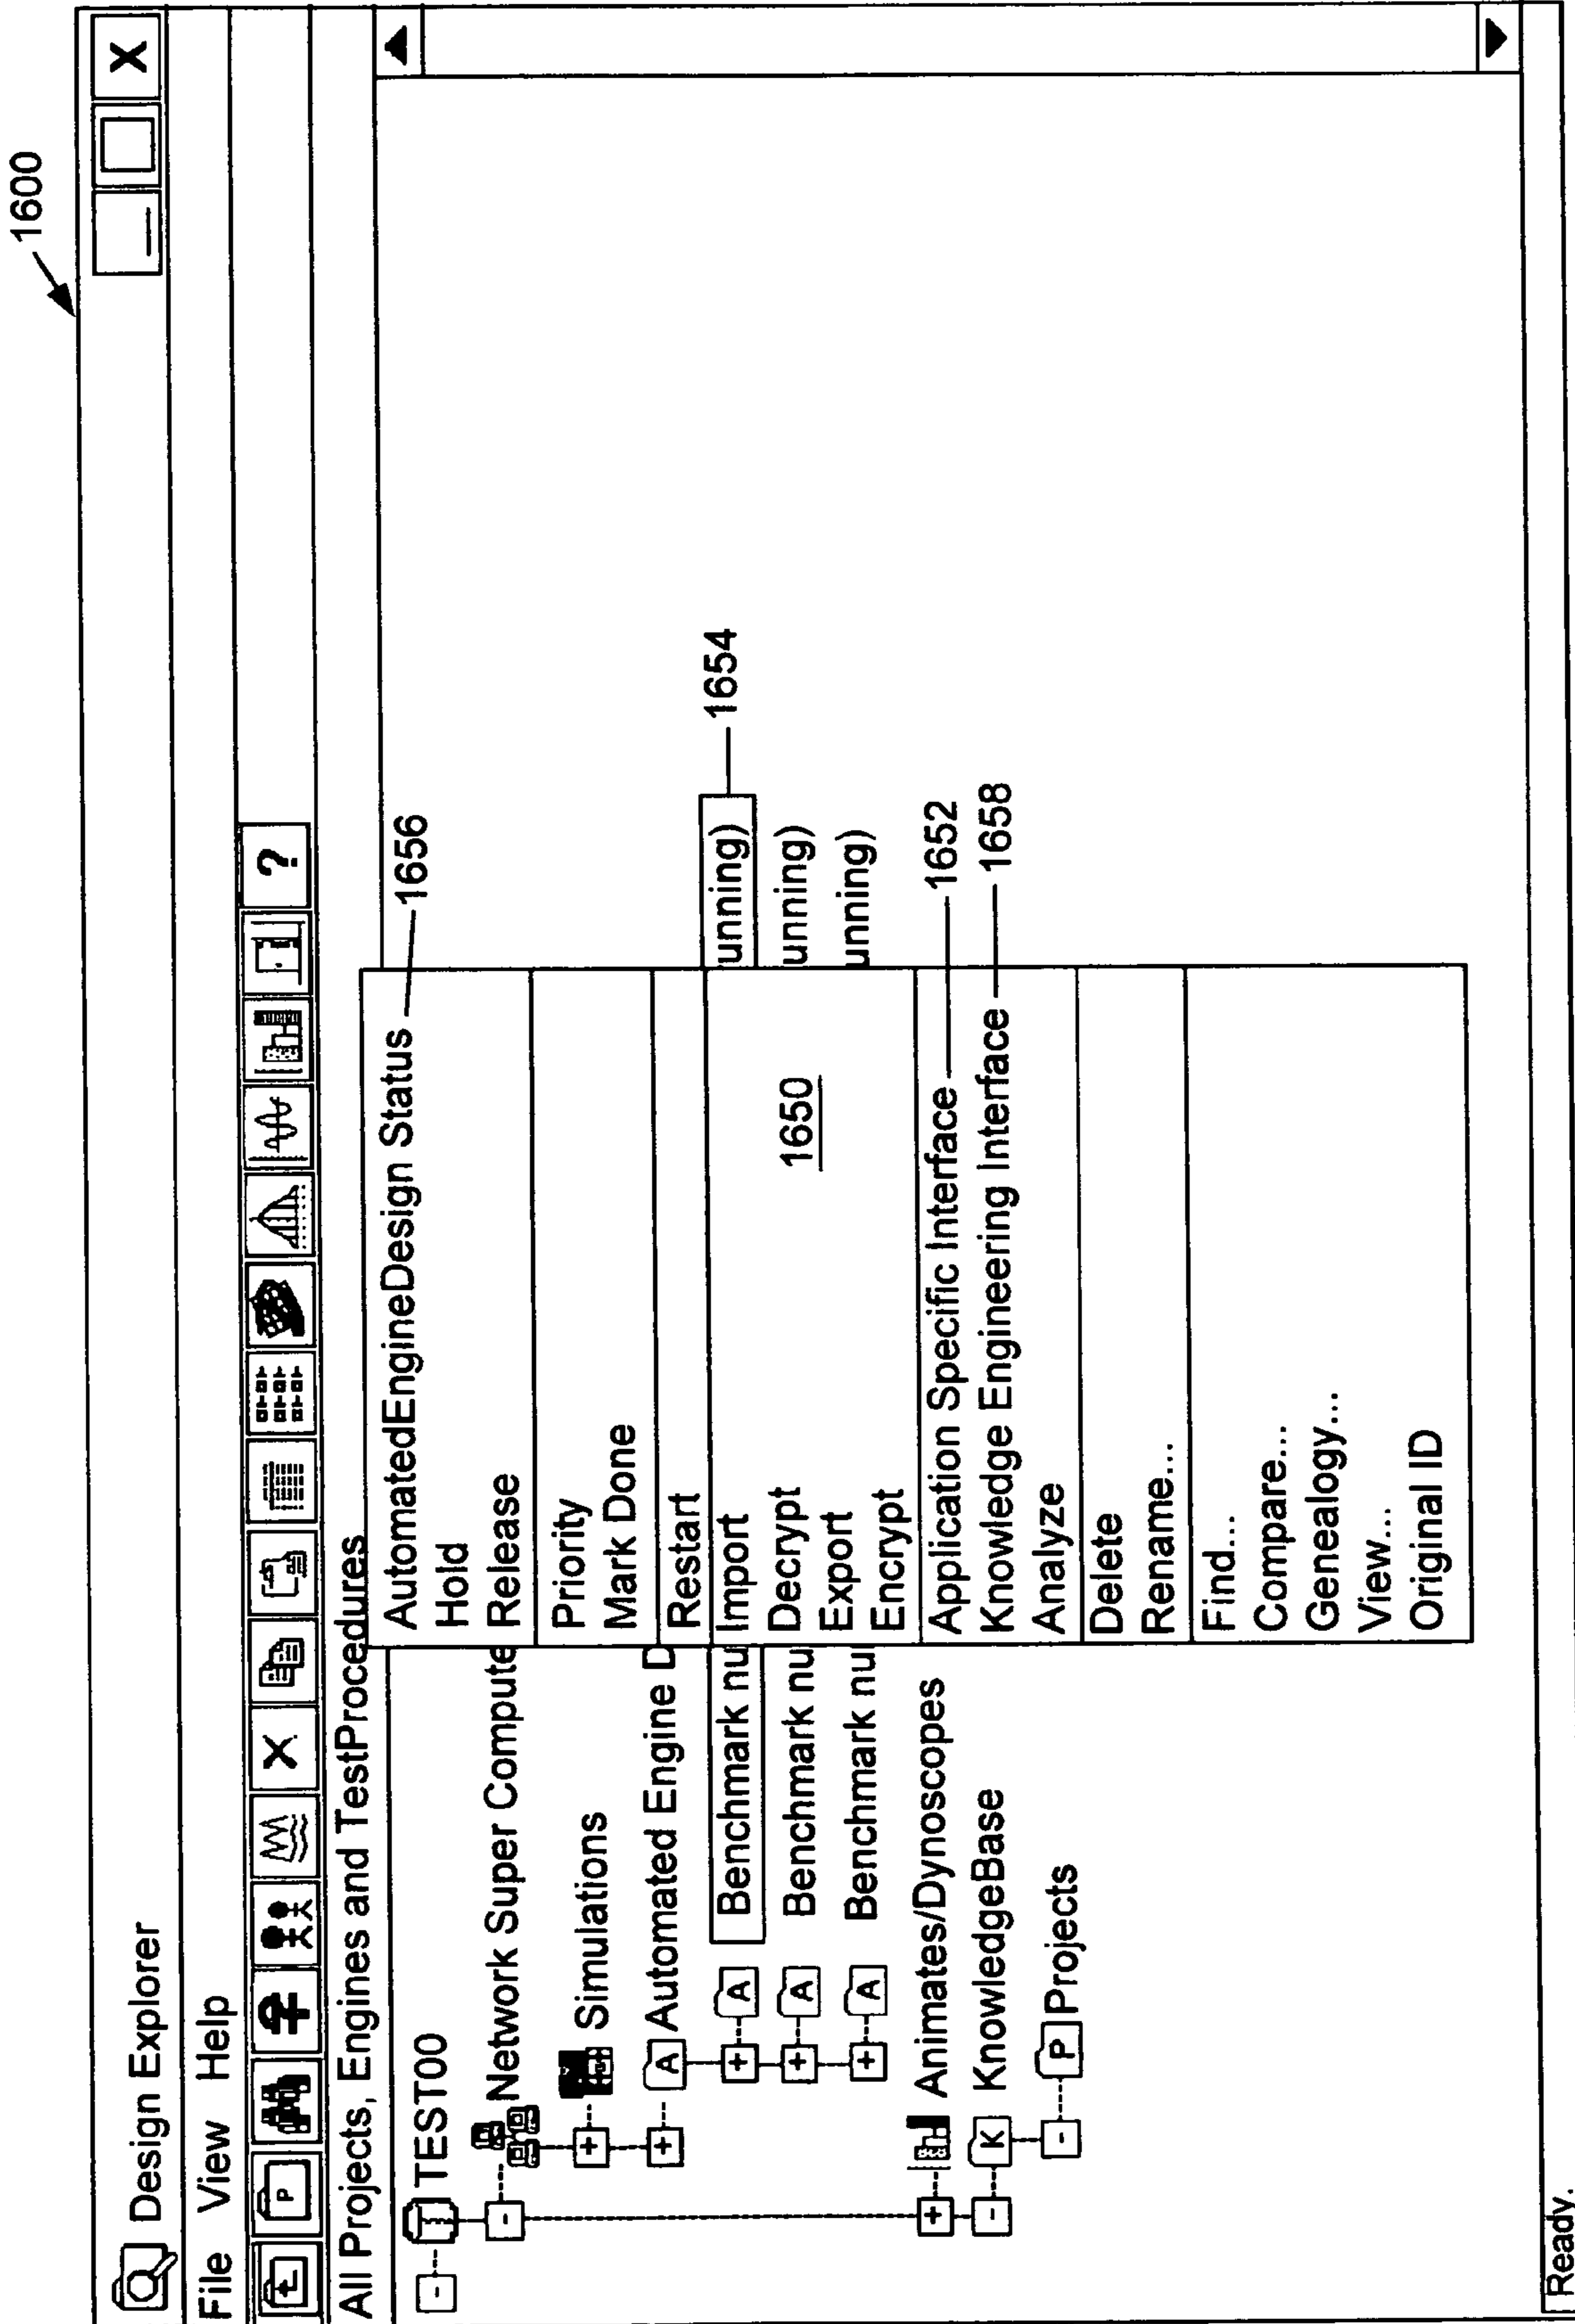 1600
Design Explorer
X
File View Help
P
X
?
All Projects, Engines and TestProcedures
TEST00
Network Super Compute
Simulations
A Automated Engine D
A Benchmark nu
unning)
1654
A Benchmark nu
unning)
A Benchmark nu
unning)
Animates/Dynoscopes
K KnowledgeBase
P Projects
AutomatedEngineDesign Status
1656
Hold
Release
Priority
Mark Done
Restart
Import
Decrypt
1650
Export
Encrypt
Application Specific Interface
1652
Knowledge Engineering Interface
1658
Analyze
Delete
Rename...
Find...
Compare...
Genealogy...
View...
Original ID
Ready.